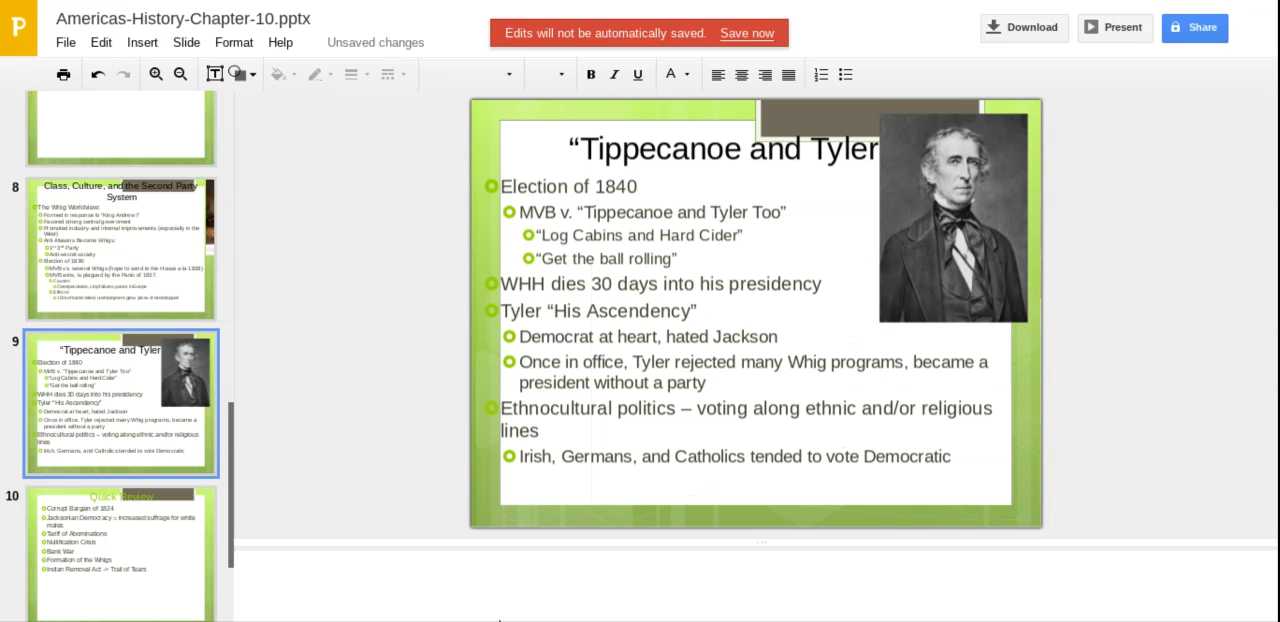 P
Americas-History-Chapter-10.pptx
File Edit Insert Slide Format Help Unsaved changes
Edits will not be automatically saved. Save now
Download Present Share
T B I U A
8
Class, Culture, and the Second Party
System
The Whig Worldview:
Formed in response to "King Andrew I"
Favored strong central government
Promoted industry and internal improvements (especially in the
West)
Anti-Masons Become Whigs:
1st 3rd Party
Anti-secret society
Election of 1836
MVB vs. several Whigs (hope to send to the House a la 1828)
MVB wins, is plagued by the Panic of 1837
Causes:
Effects:
9
“Tippecanoe and Tyler
Election of 1840
MVB v. “Tippecanoe and Tyler Too”
“Log Cabins and Hard Cider”
“Get the ball rolling”
WHH dies 30 days into his presidency
Tyler “His Ascendency”
Democrat at heart, hated Jackson
Once in office, Tyler rejected many Whig programs, became a
president without a party
Ethnocultural politics – voting along ethnic and/or religious
lines
Irish, Germans, and Catholics tended to vote Democratic
10
Quick Review
Corrupt Bargain of 1824
Jacksonian Democracy = increased suffrage for white
males
Tariff of Abominations
Nullification Crisis
Bank War
Formation of the Whigs
Indian Removal Act -> Trail of Tears
“Tippecanoe and Tyler
Election of 1840
MVB v. “Tippecanoe and Tyler Too”
“Log Cabins and Hard Cider”
“Get the ball rolling”
WHH dies 30 days into his presidency
Tyler “His Ascendency”
Democrat at heart, hated Jackson
Once in office, Tyler rejected many Whig programs, became a
president without a party
Ethnocultural politics – voting along ethnic and/or religious
lines
Irish, Germans, and Catholics tended to vote Democratic